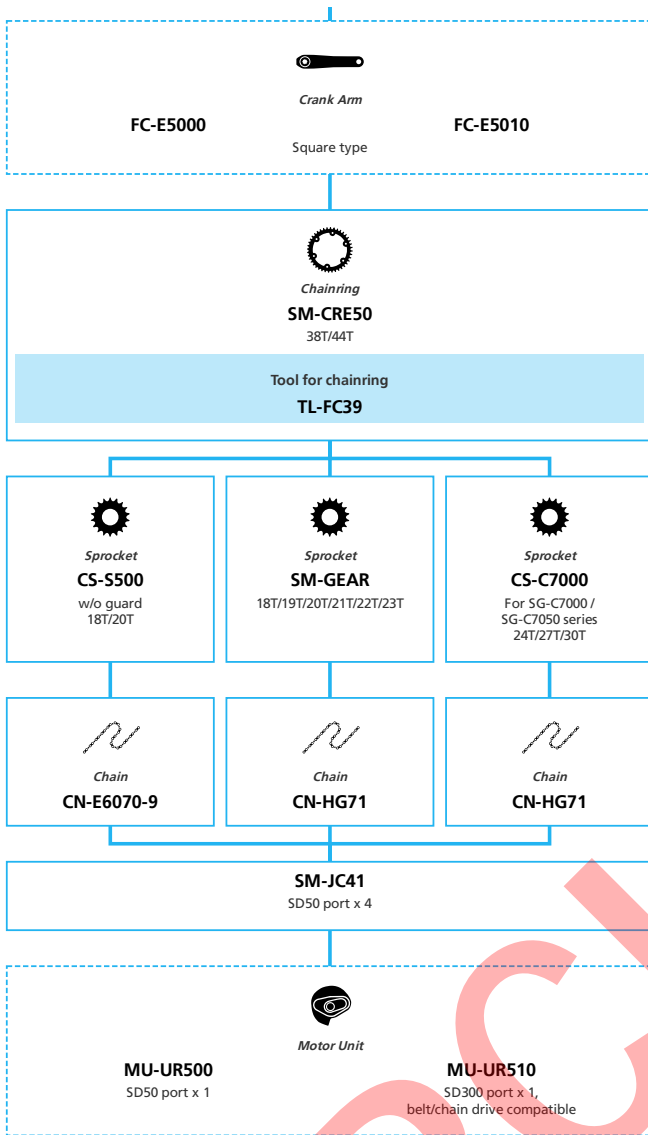 Crank Arm
FC-E5000
FC-E5010
Square type
Chainring
SM-CRE50
38T/44T
Tool for chainring
TL-FC39
Sprocket
CS-S500
w/o guard
18T/20T
Sprocket
SM-GEAR
18T/19T/20T/21T/22T/23T
Sprocket
CS-C7000
For SG-C7000 /
SG-C7050 series
24T/27T/30T
Chain
CN-E6070-9
Chain
CN-HG71
Chain
CN-HG71
SM-JC41
SD50 port x 4
Motor Unit
MU-UR500
SD50 port x 1
MU-UR510
SD300 port x 1,
belt/chain drive compatible